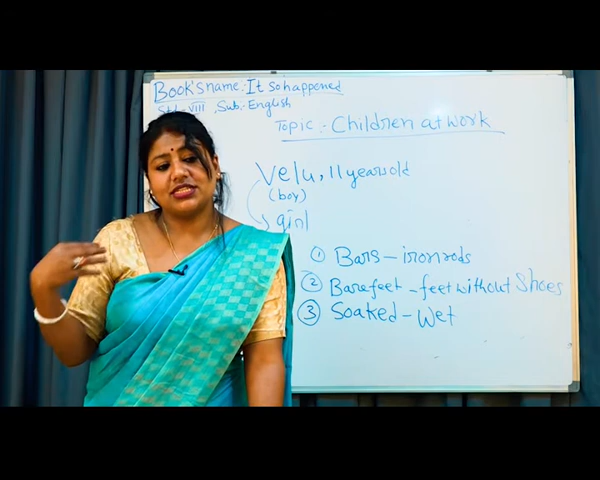 Book's name:- It so happened
Std-VIII, Sub:- English
Topic :- Children at work
Velu, 11 years old
(boy)
girl
① Bars - iron rods
② Barefeet - feet without Shoes
③ Soaked - Wet